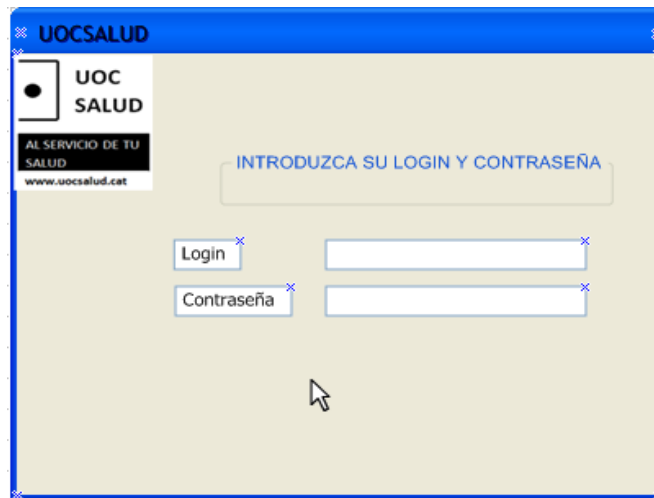 UOCSALUD
UOC
SALUD
AL SERVICIO DE TU
SALUD
www.uocsalud.cat
INTRODUZCA SU LOGIN Y CONTRASEÑA
Login
Contraseña